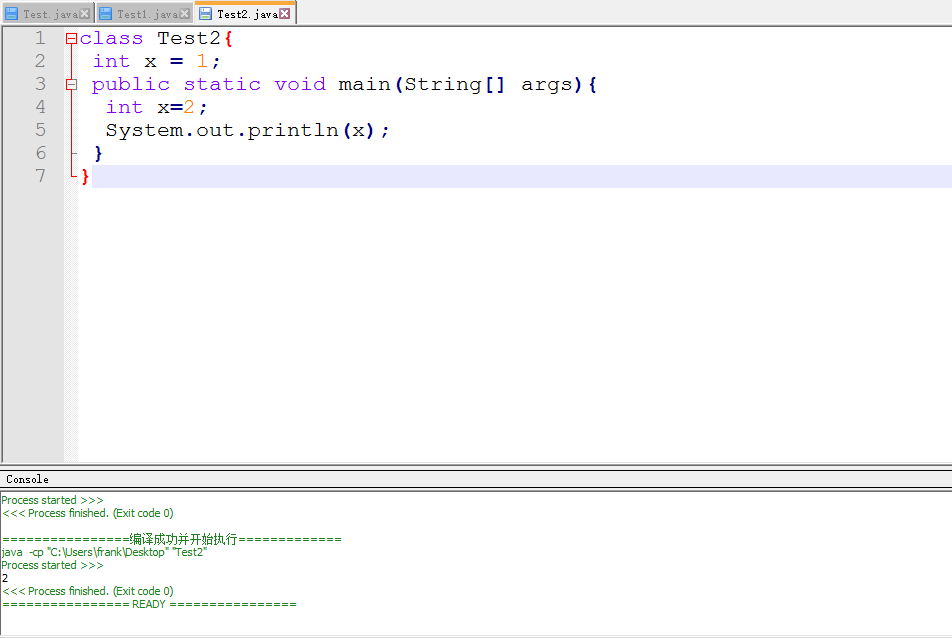 Test.java Test1.java Test2.java
1 class Test2{
2 int x = 1;
3 public static void main(String[] args){
4 int x=2;
5 System.out.println(x);
6 }
7 }
Console
Process started >>>
<<< Process finished. (Exit code 0)
================编译成功并开始执行=============
java -cp "C:\Users\frank\Desktop" "Test2"
Process started >>>
2
<<< Process finished. (Exit code 0)
================ READY ================